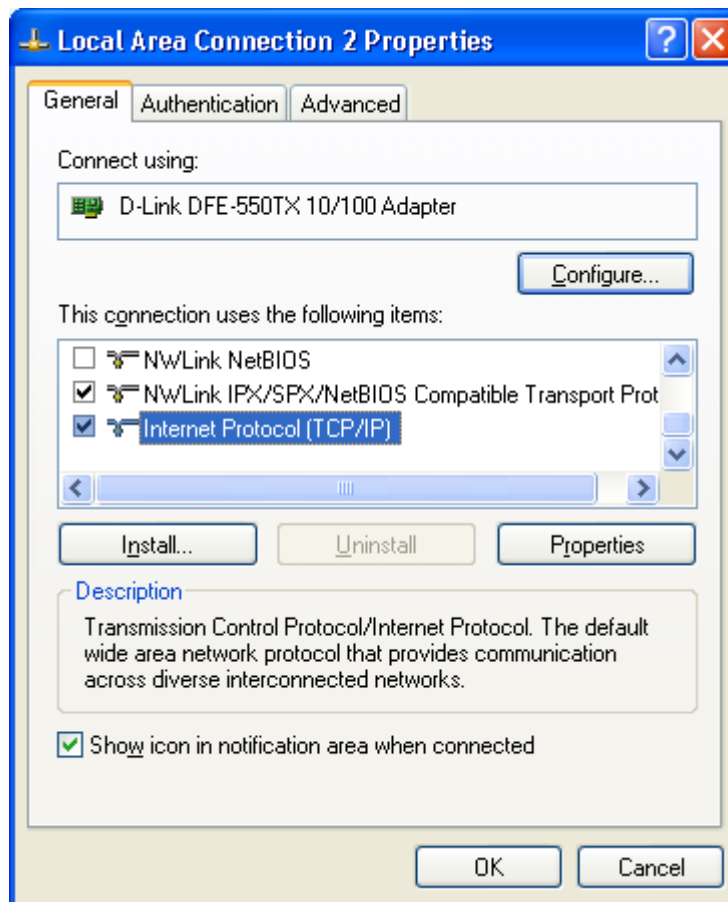 Local Area Connection 2 Properties
General Authentication Advanced
Connect using:
D-Link DFE-550TX 10/100 Adapter
Configure...
This connection uses the following items:
NWLink NetBIOS
NWLink IPX/SPX/NetBIOS Compatible Transport Prot
Internet Protocol (TCP/IP)
Install... Uninstall Properties
Description
Transmission Control Protocol/Internet Protocol. The default
wide area network protocol that provides communication
across diverse interconnected networks.
Show icon in notification area when connected
OK Cancel